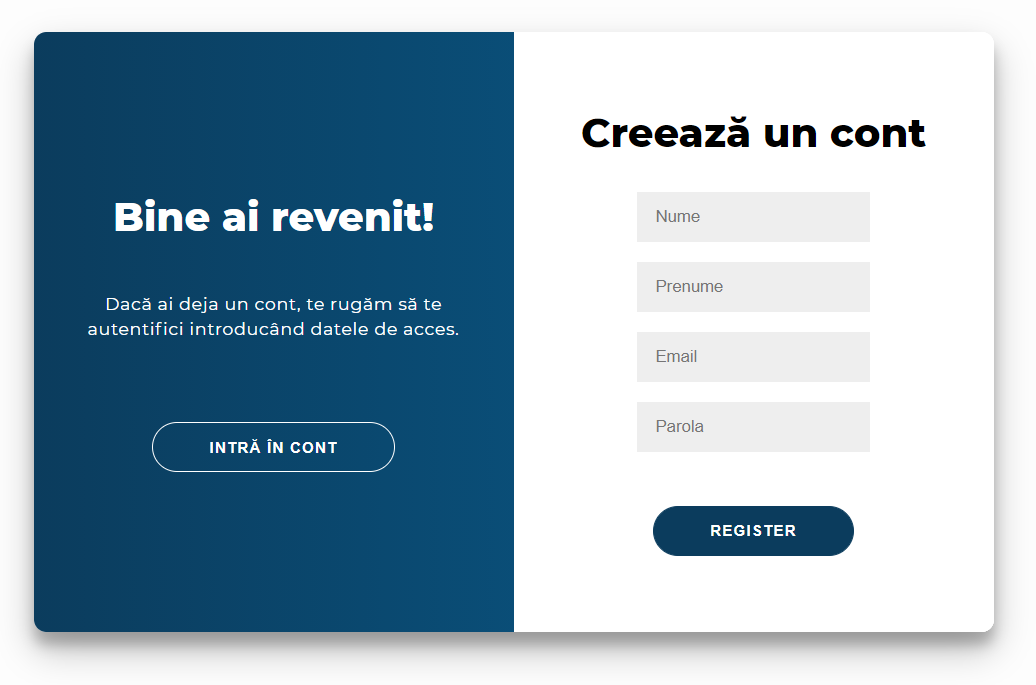 Bine ai revenit!
Dacă ai deja un cont, te rugăm să te
autentifici introducând datele de acces.
INTRĂ ÎN CONT
Creează un cont
Nume
Prenume
Email
Parola
REGISTER